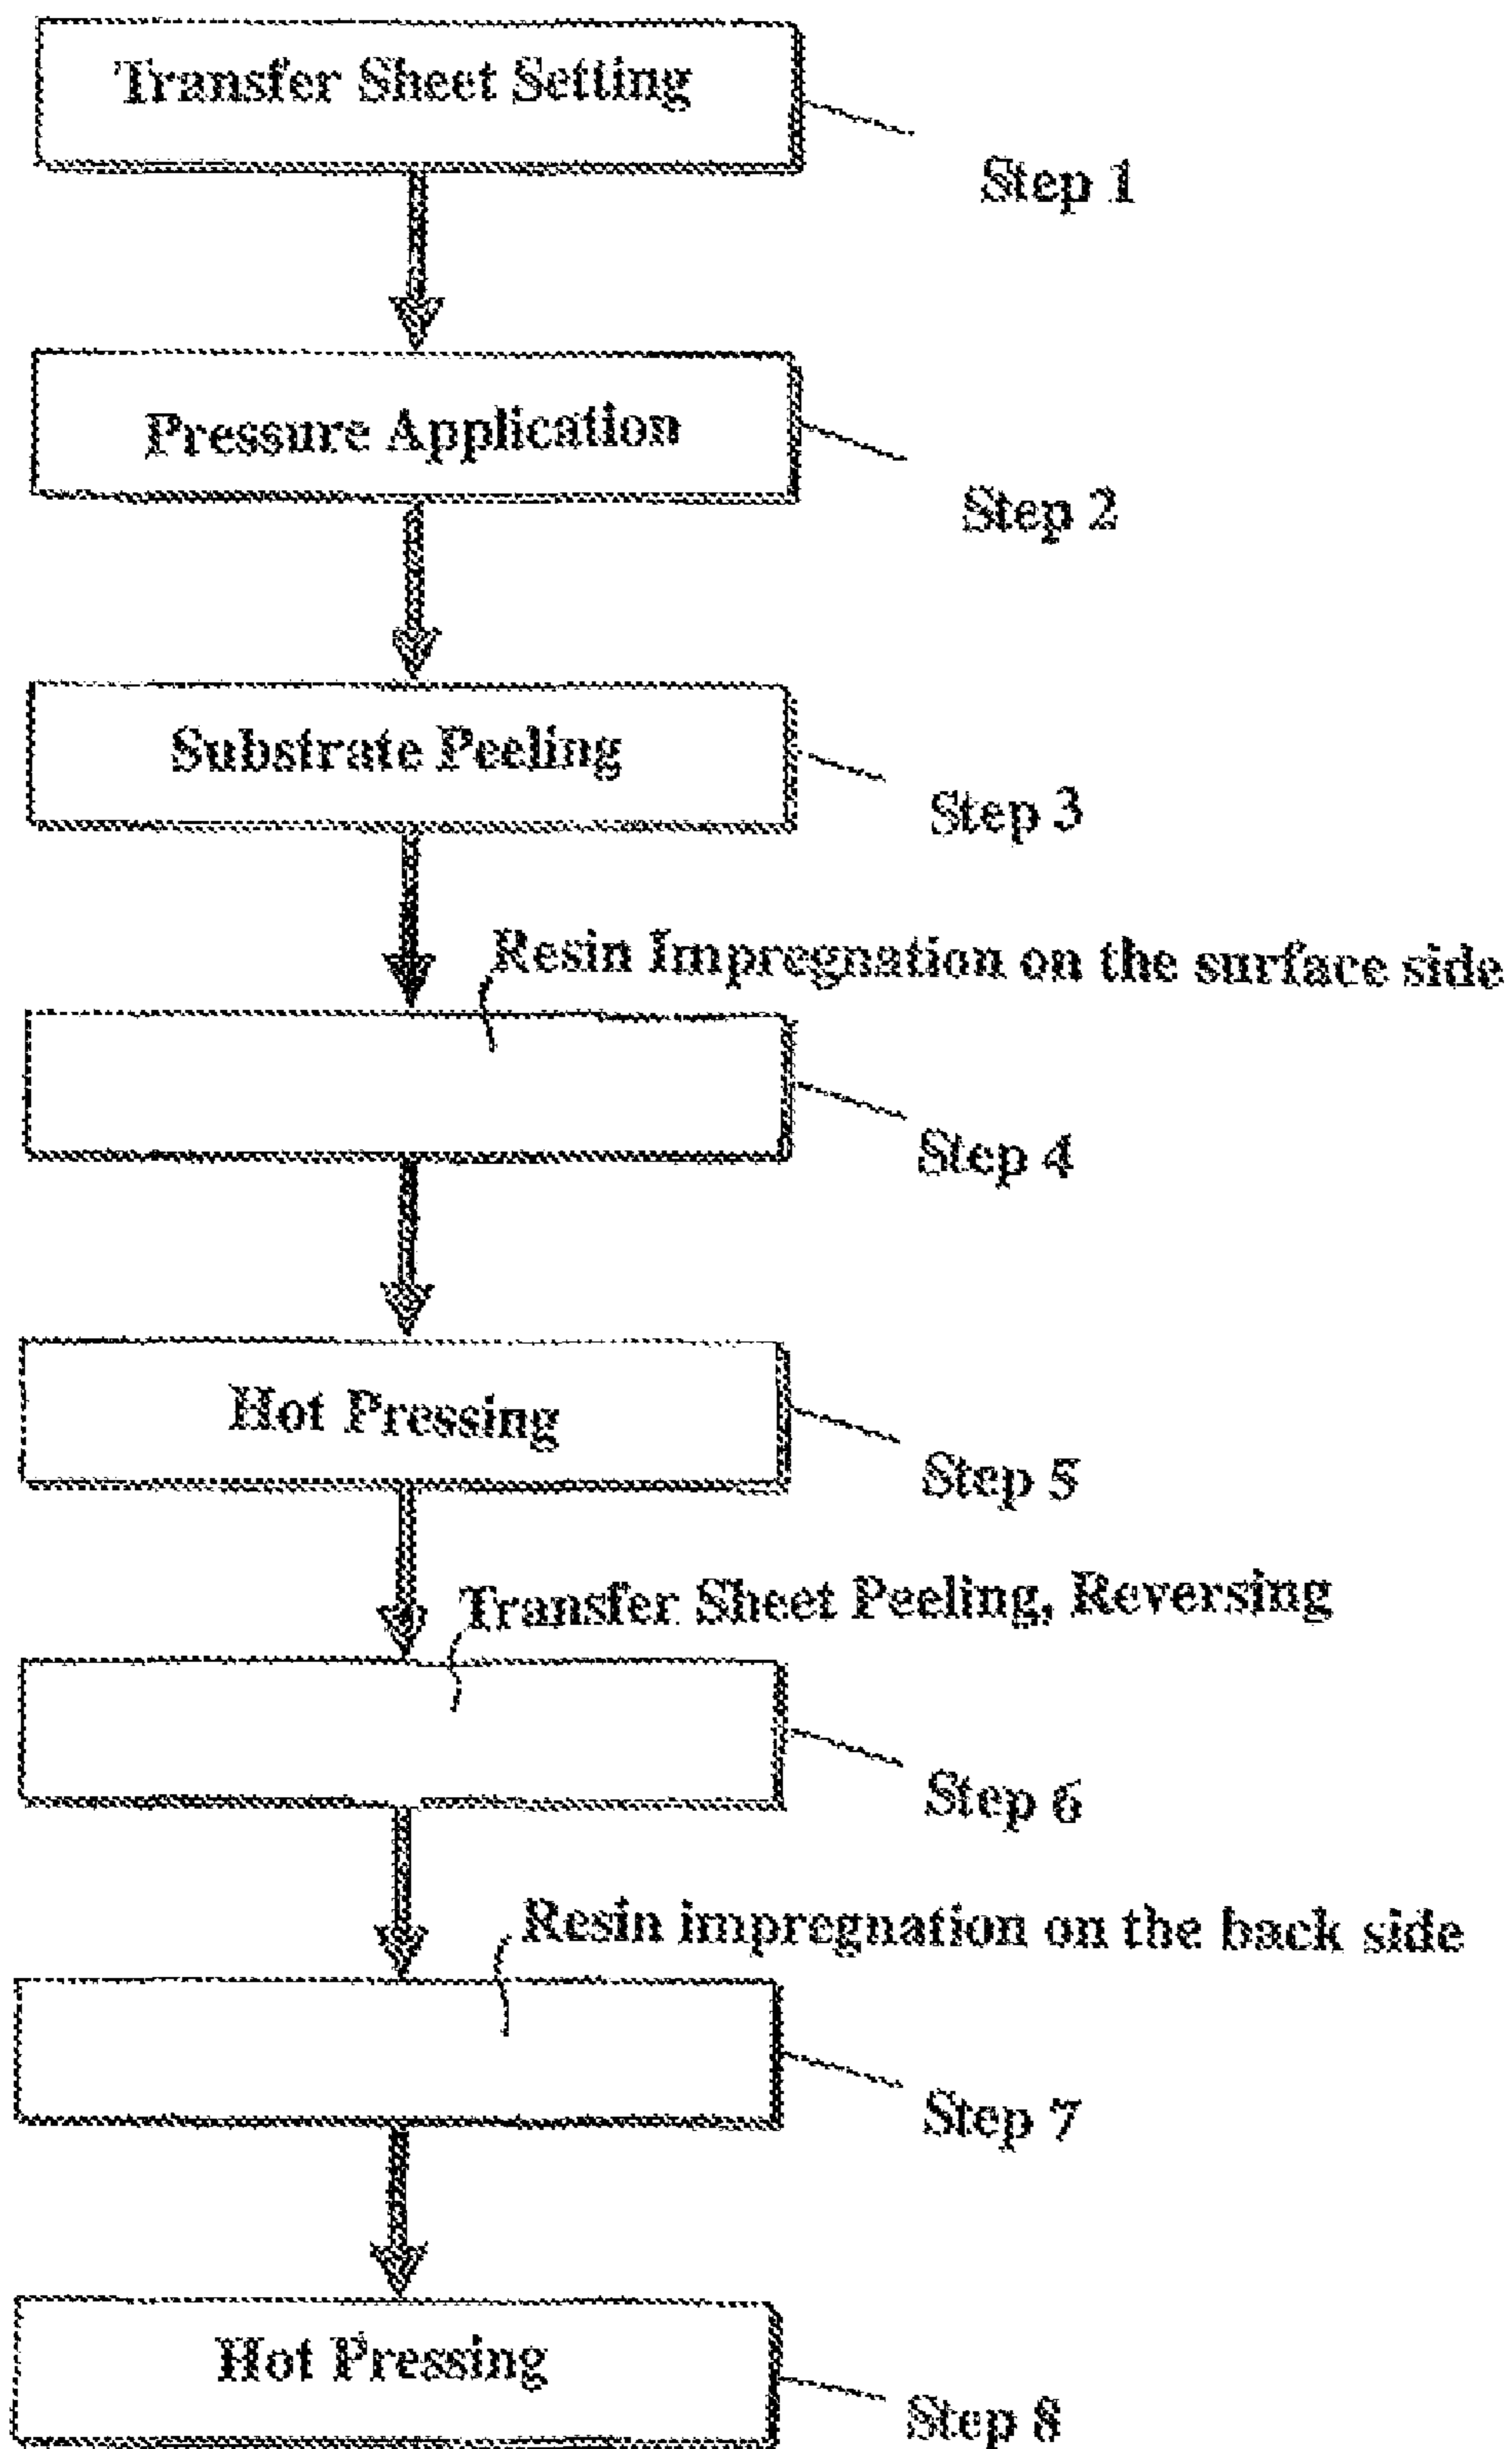 Transfer Sheet Setting
Step 1
Pressure Application
Step 2
Substrate Peeling
Step 3
Resin Impregnation on the surface side
Step 4
Hot Pressing
Step 5
Transfer Sheet Peeling, Reversing
Step 6
Resin impregnation on the back side
Step 7
Hot Pressing
Step 8